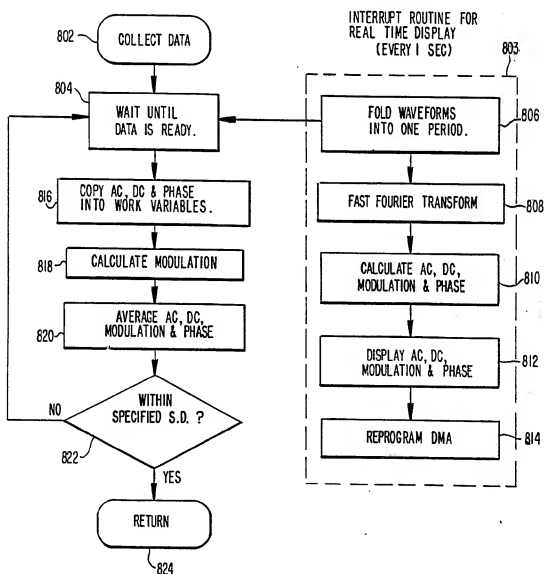 INTERRUPT ROUTINE FOR
REAL TIME DISPLAY
(EVERY 1 SEC)
802
COLLECT DATA
803
804
WAIT UNTIL
DATA IS READY.
FOLD WAVEFORMS
INTO ONE PERIOD.
806
816
COPY AC, DC & PHASE
INTO WORK VARIABLES.
FAST FOURIER TRANSFORM
808
818
CALCULATE MODULATION
CALCULATE AC, DC,
MODULATION & PHASE
810
820
AVERAGE AC, DC,
MODULATION & PHASE
DISPLAY AC, DC,
MODULATION & PHASE
812
NO
WITHIN
SPECIFIED S.D. ?
822
REPROGRAM DMA
814
YES
RETURN
824